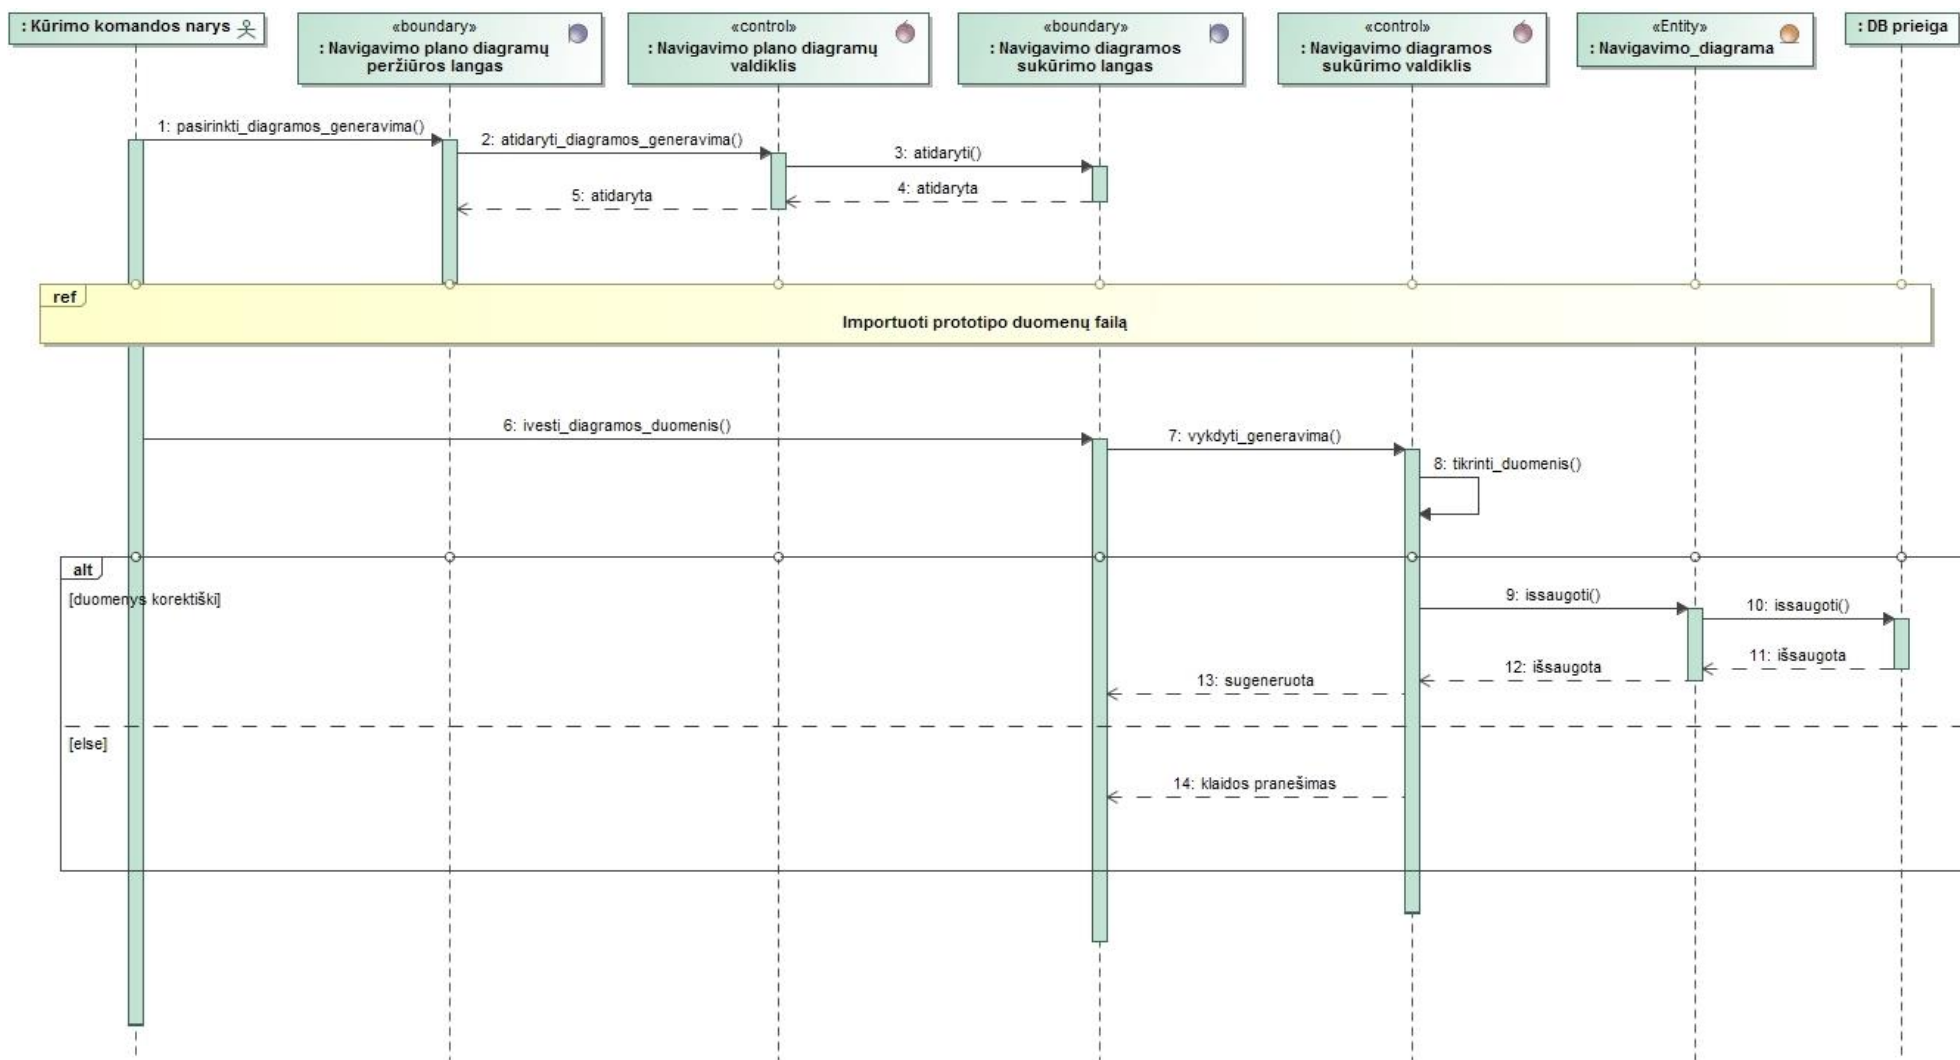 : Kūrimo komandos narys
«boundary»
: Navigavimo plano diagramų
peržiūros langas
«control»
: Navigavimo plano diagramų
valdiklis
«boundary»
: Navigavimo diagramos
sukūrimo langas
«control»
: Navigavimo diagramos
sukūrimo valdiklis
«Entity»
: Navigavimo_diagrama
: DB prieiga
1: pasirinkti_diagramos_generavima()
2: atidaryti_diagramos_generavima()
3: atidaryti()
4: atidaryta
5: atidaryta
ref
Importuoti prototipo duomenų failą
6: ivesti_diagramos_duomenis()
7: vykdyti_generavima()
8: tikrinti_duomenis()
alt
[duomenys korektiški]
9: issaugoti()
10: issaugoti()
11: išsaugota
12: išsaugota
13: sugeneruota
[else]
14: klaidos pranešimas